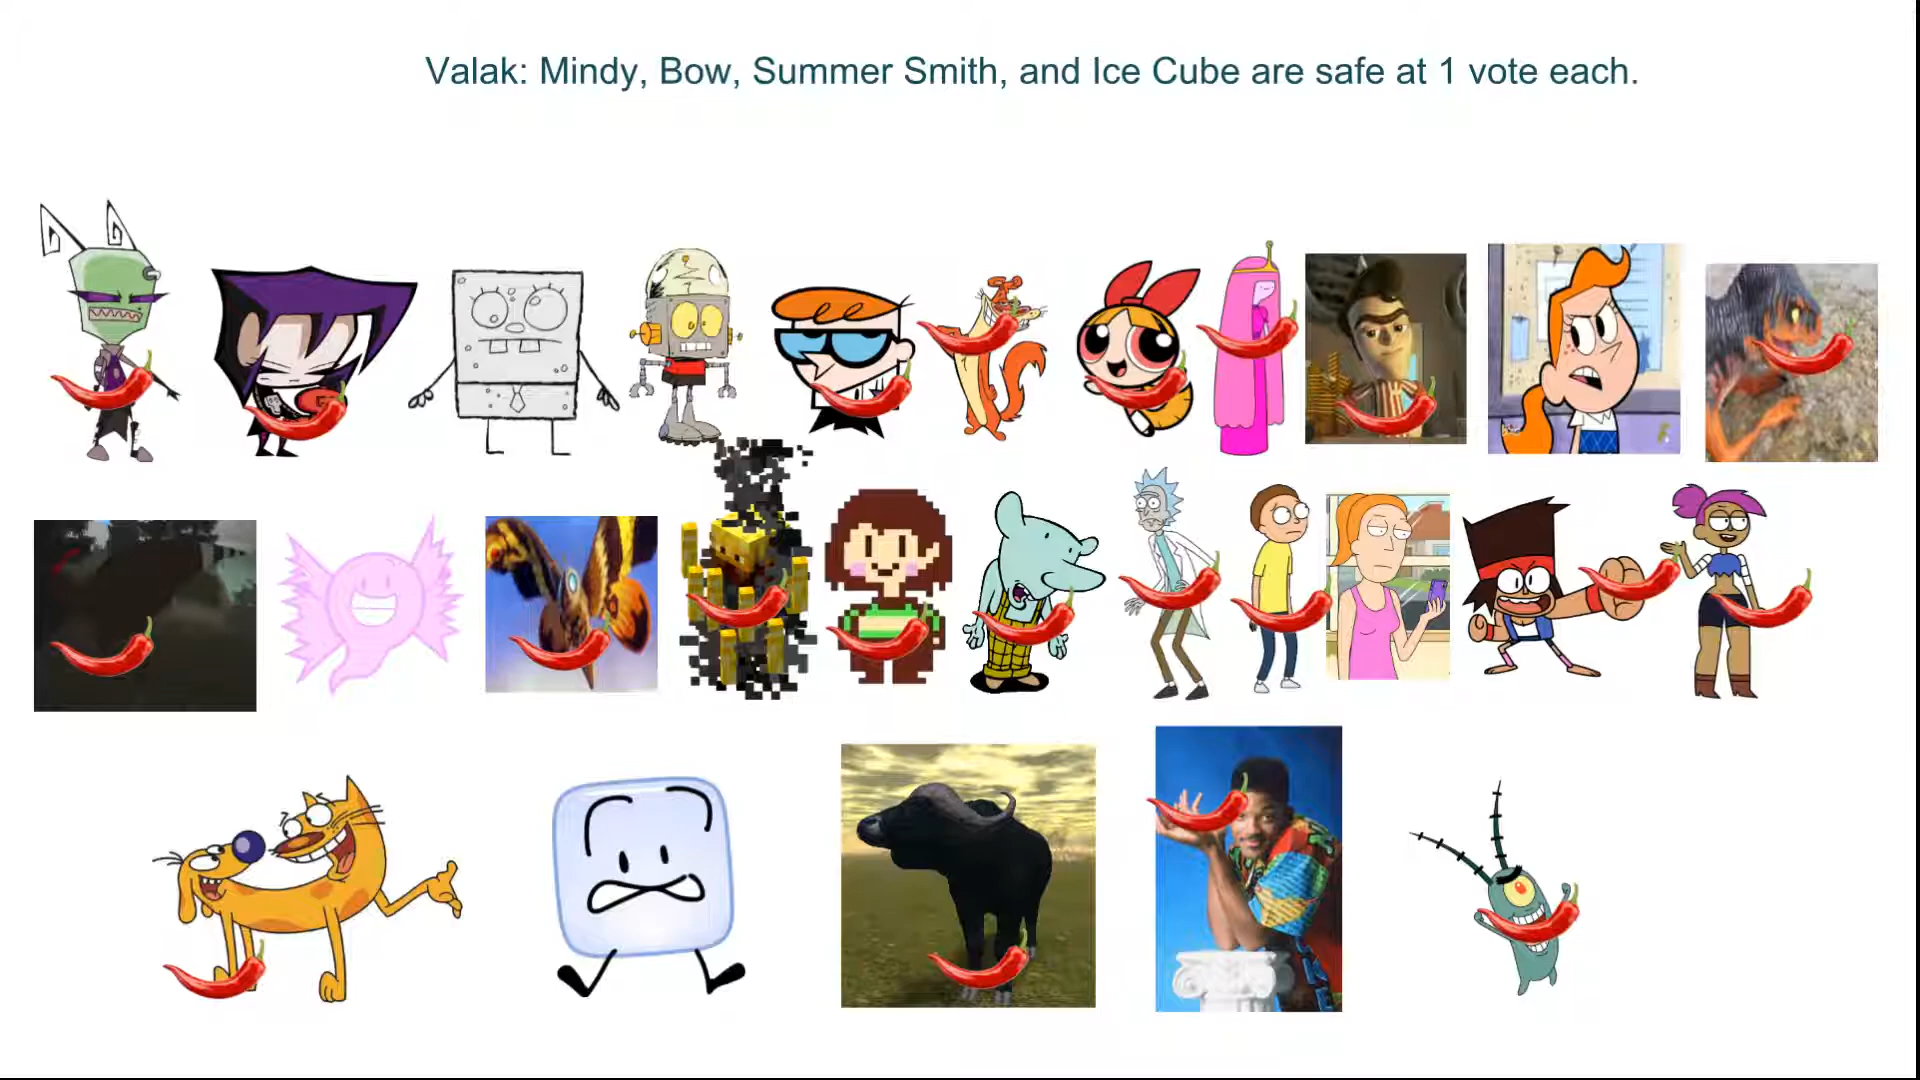 Valak: Mindy, Bow, Summer Smith, and Ice Cube are safe at 1 vote each.